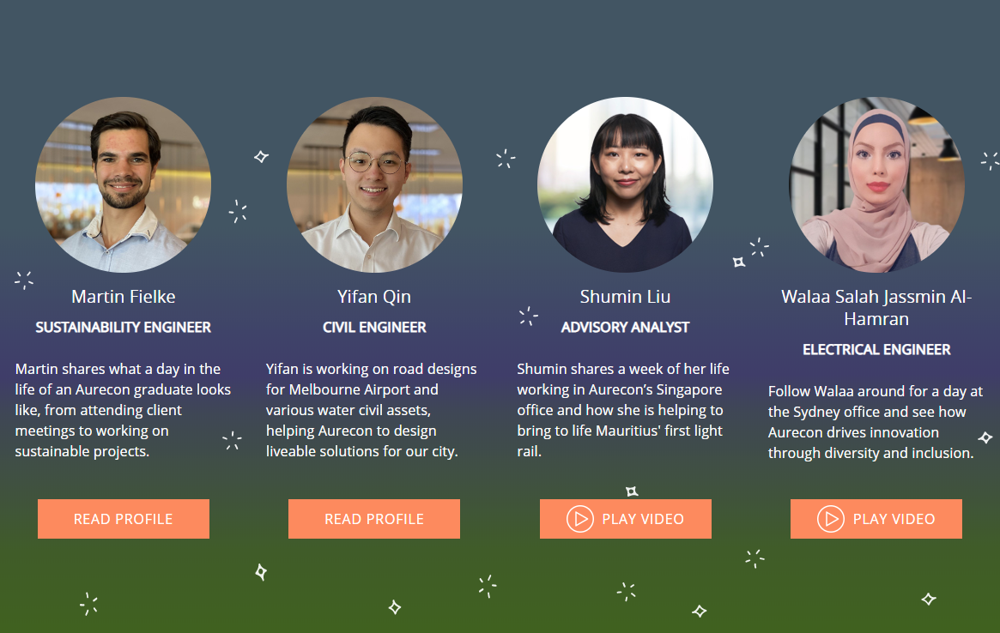 Martin Fielke
SUSTAINABILITY ENGINEER
Martin shares what a day in the
life of an Aurecon graduate looks
like, from attending client
meetings to working on
sustainable projects.
READ PROFILE
Yifan Qin
CIVIL ENGINEER
Yifan is working on road designs
for Melbourne Airport and
various water civil assets,
helping Aurecon to design
liveable solutions for our city.
READ PROFILE
Shumin Liu
ADVISORY ANALYST
Shumin shares a week of her life
working in Aurecon’s Singapore
office and how she is helping to
bring to life Mauritius' first light
rail.
PLAY VIDEO
Walaa Salah Jassmin Al-
Hamran
ELECTRICAL ENGINEER
Follow Walaa around for a day at
the Sydney office and see how
Aurecon drives innovation
through diversity and inclusion.
PLAY VIDEO